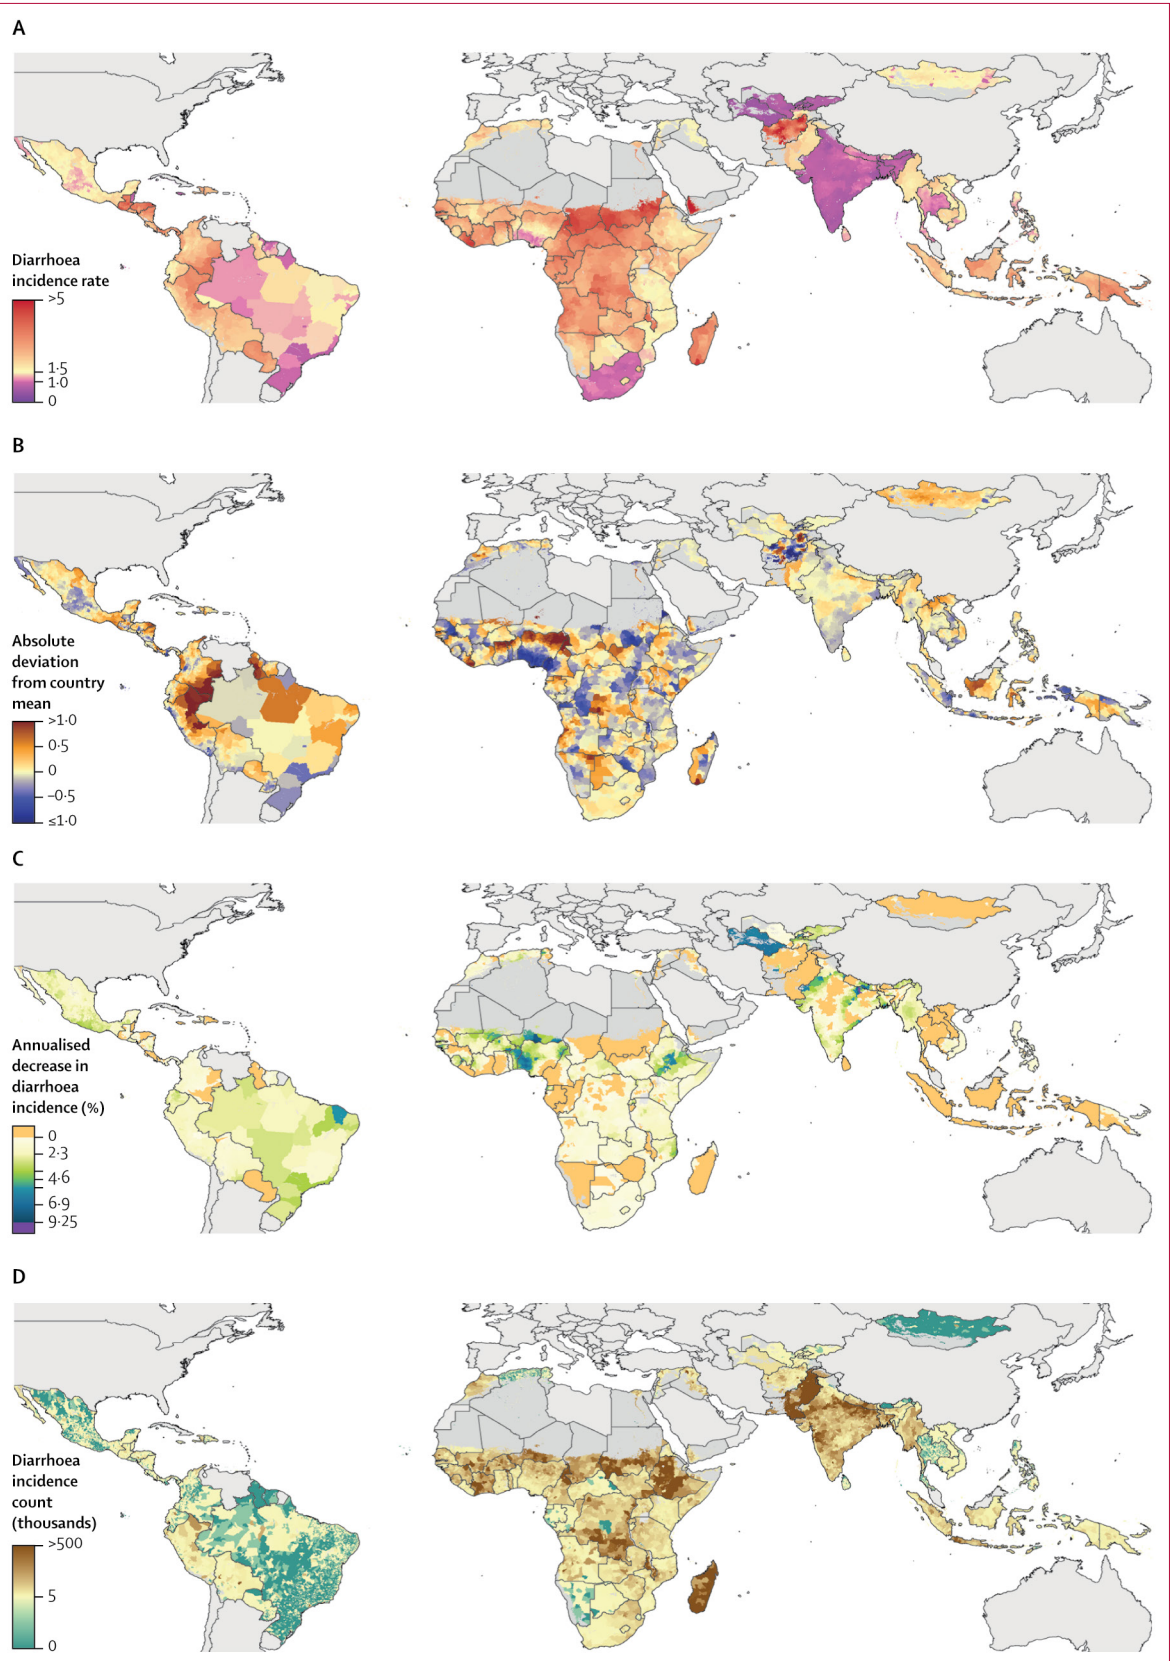 A
Diarrhoea
incidence rate
>5
1·5
1·0
0
B
Absolute
deviation
from country
mean
>1·0
0·5
0
–0·5
≤1·0
C
Annualised
decrease in
diarrhoea
incidence (%)
0
2·3
4·6
6·9
9·25
D
Diarrhoea
incidence
count
(thousands)
>500
5
0